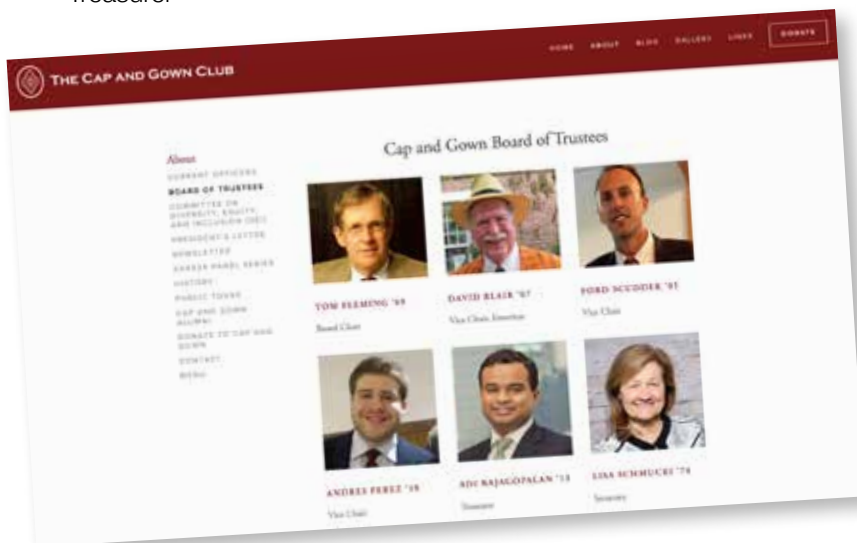 Treasurer
THE CAP AND GOWN CLUB
HOME ABOUT BLOG GALLERY LINKS DONATE
About
CURRENT OFFICERS
BOARD OF TRUSTEES
COMMITTEE ON
DIVERSITY, EQUITY,
AND INCLUSION (DEI)
PRESIDENT'S LETTER
NEWSLETTER
CAREER PANEL SERIES
HISTORY
PUBLIC TOURS
CAP AND GOWN
ALUMNI
DONATE TO CAP AND
GOWN
CONTACT
MENU
Cap and Gown Board of Trustees
TOM FLEMING '69
Board Chair
DAVID BLAIR '67
Vice Chair, Emeritus
FORD SCUDDER
Vice Chair
ANDRES PEREZ
Vice Chair
ADI RAJAGOPALAN '13
Treasurer
LISA SCHMUCKI '74
Secretary